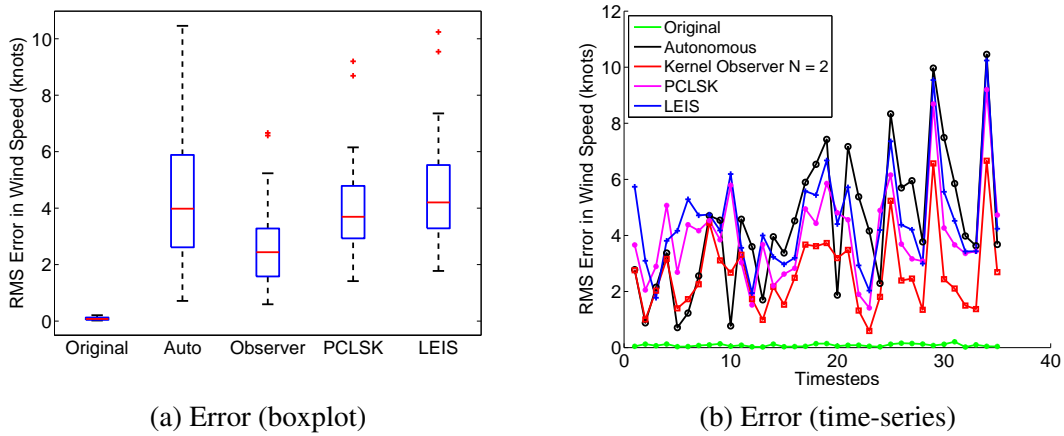 RMS Error in Wind Speed (knots)
10
8
6
4
2
0
Original Auto Observer PCLSK LEIS
(a) Error (boxplot)
RMS Error in Wind Speed (knots)
12
10
8
6
4
2
0
Original
Autonomous
Kernel Observer N = 2
PCLSK
LEIS
0 10 20 30 40
Timesteps
(b) Error (time-series)